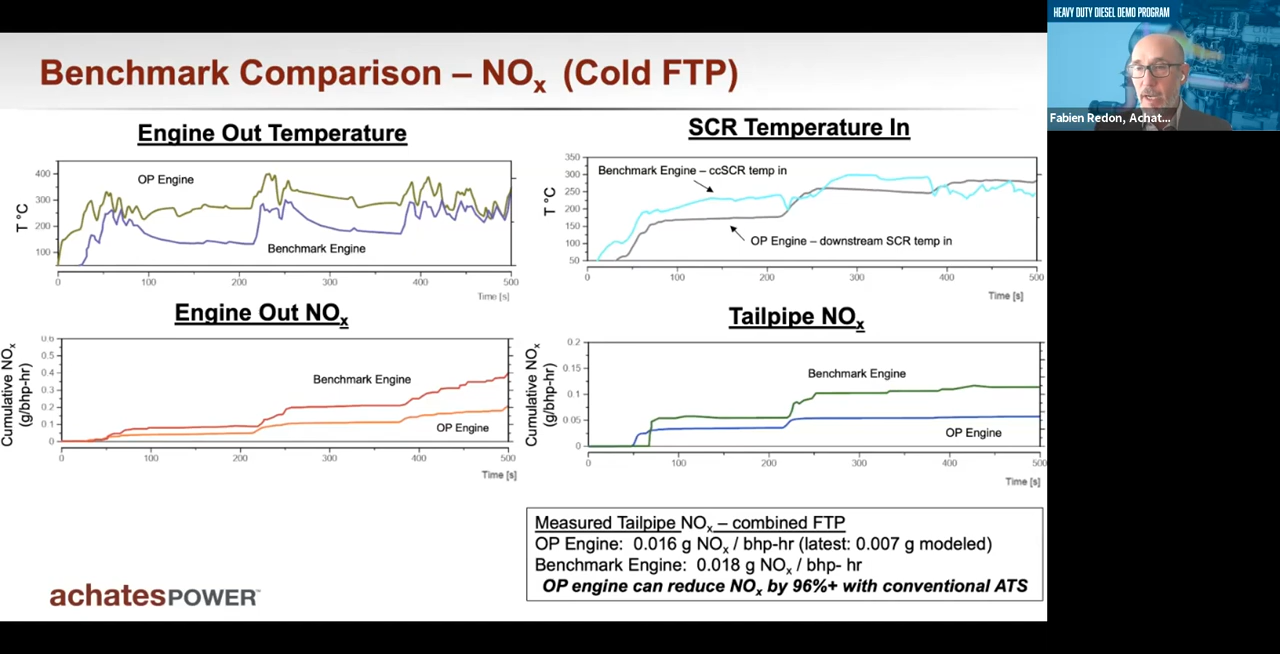 HEAVY DUTY DIESEL DEMO PROGRAM
Fabien Redon, Achat...
Benchmark Comparison – NOx (Cold FTP)
Engine Out Temperature
T °C
400
300
200
100
OP Engine
Benchmark Engine
0 100 200 300 400 500
Time [s]
SCR Temperature In
T °C
350
300
250
200
150
100
50
Benchmark Engine – ccSCR temp in
OP Engine – downstream SCR temp in
0 100 200 300 400 500
Time [s]
Engine Out NOx
Cumulative NOx
(g/bhp-hr)
0.6
0.5
0.4
0.3
0.2
0.1
0
Benchmark Engine
OP Engine
0 100 200 300 400 500
Time [s]
Tailpipe NOx
Cumulative NOx
(g/bhp-hr)
0.2
0.15
0.1
0.05
0
Benchmark Engine
OP Engine
0 100 200 300 400 500
Time [s]
Measured Tailpipe NOx – combined FTP
OP Engine: 0.016 g NOx / bhp-hr (latest: 0.007 g modeled)
Benchmark Engine: 0.018 g NOx / bhp- hr
OP engine can reduce NOx by 96%+ with conventional ATS
achatesPOWER™